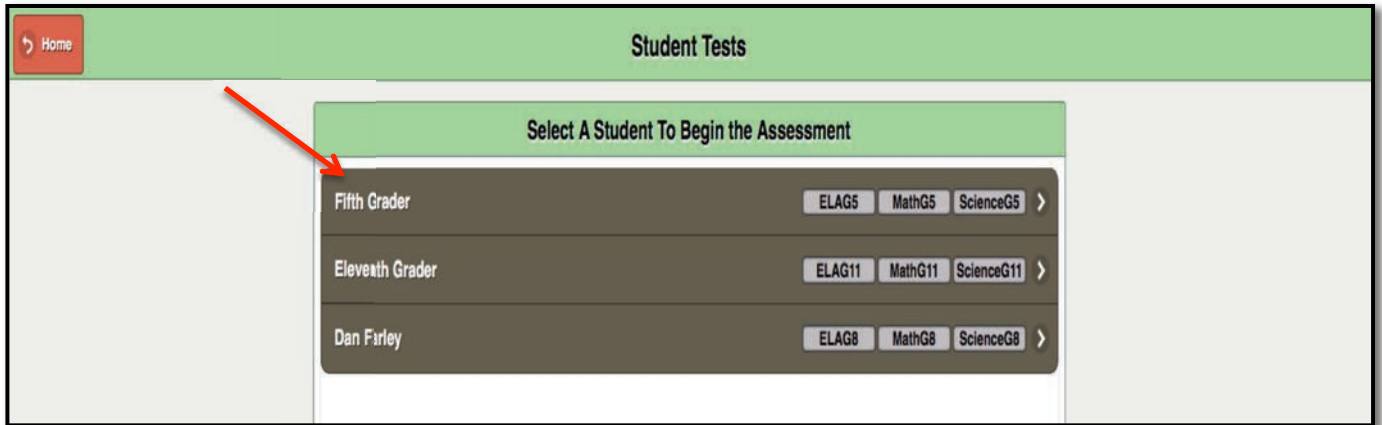 Home
Student Tests
Select A Student To Begin the Assessment
Fifth Grader ELAG5 MathG5 ScienceG5
Eleventh Grader ELAG11 MathG11 ScienceG11
Dan Farley ELAG8 MathG8 ScienceG8